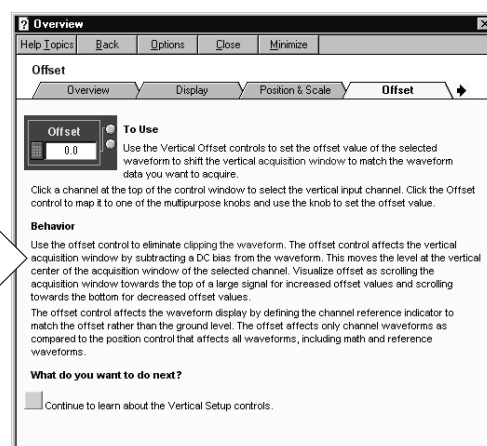 ? Overview
Help Topics Back Options Close Minimize
Offset
Overview Display Position & Scale Offset
Offset
0.0
To Use
Use the Vertical Offset controls to set the offset value of the selected
waveform to shift the vertical acquisition window to match the waveform
data you want to acquire.
Click a channel at the top of the control window to select the vertical input channel. Click the Offset
control to map it to one of the multipurpose knobs and use the knob to set the offset value.
Behavior
Use the offset control to eliminate clipping the waveform. The offset control affects the vertical
acquisition window by subtracting a DC bias from the waveform. This moves the level at the vertical
center of the acquisition window of the selected channel. Visualize offset as scrolling the
acquisition window towards the top of a large signal for increased offset values and scrolling
towards the bottom for decreased offset values.
The offset control affects the waveform display by defining the channel reference indicator to
match the offset rather than the ground level. The offset affects only channel waveforms as
compared to the position control that affects all waveforms, including math and reference
waveforms.
What do you want to do next?
Continue to learn about the Vertical Setup controls.